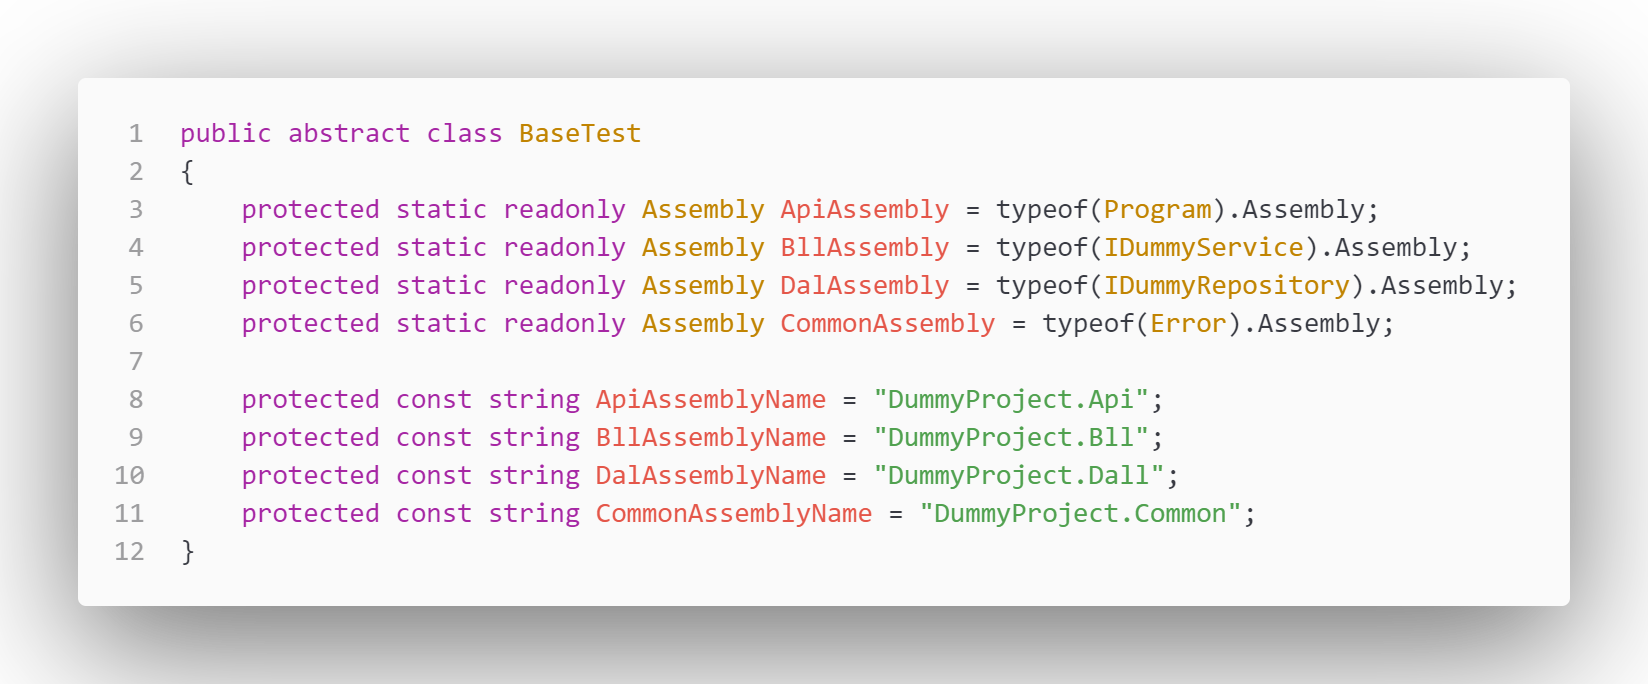 1 public abstract class BaseTest
2 {
3     protected static readonly Assembly ApiAssembly = typeof(Program).Assembly;
4     protected static readonly Assembly BllAssembly = typeof(IDummyService).Assembly;
5     protected static readonly Assembly DalAssembly = typeof(IDummyRepository).Assembly;
6     protected static readonly Assembly CommonAssembly = typeof(Error).Assembly;
7
8     protected const string ApiAssemblyName = "DummyProject.Api";
9     protected const string BllAssemblyName = "DummyProject.Bll";
10     protected const string DalAssemblyName = "DummyProject.Dall";
11     protected const string CommonAssemblyName = "DummyProject.Common";
12 }